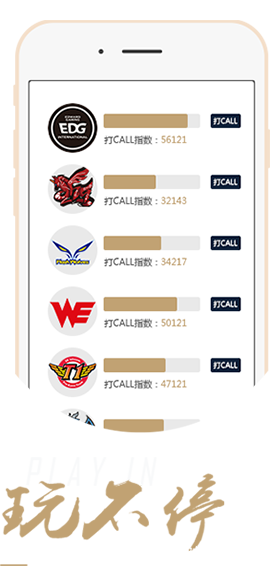 EDWARD GAMING
EDG
INTERNATIONAL
打CALL
打CALL指数：56121
打CALL
打CALL指数：32143
Flash Wolves
打CALL
打CALL指数：34217
WE
打CALL
打CALL指数：50121
T1
打CALL
打CALL指数：47121
PLAY IN
玩不停